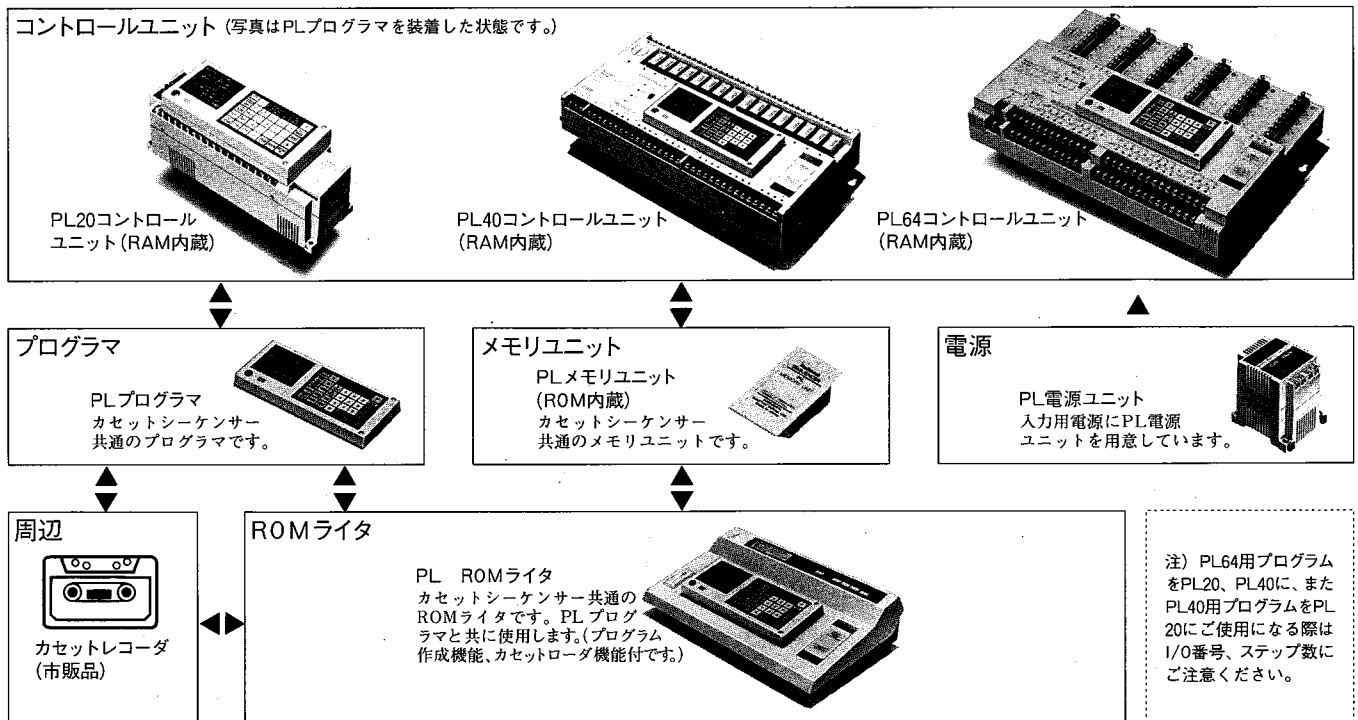 コントロールユニット (写真はPLプログラマを装着した状態です。)
PL20コントロール
ユニット(RAM内蔵)
PL40コントロールユニット
(RAM内蔵)
PL64コントロールユニット
(RAM内蔵)
プログラマ
PLプログラマ
カセットシーケンサー
共通のプログラマです。
メモリユニット
PLメモリユニット
(ROM内蔵)
カセットシーケンサー
共通のメモリユニットです。
電源
PL電源ユニット
入力用電源にPL電源
ユニットを用意しています。
周辺
カセットレコーダ
(市販品)
ROMライタ
PL ROMライタ
カセットシーケンサー共通の
ROMライタです。PLプログ
ラマと共に使用します。(プログラム
作成機能、カセットローダ機能付です。)
注) PL64用プログラム
をPL20、PL40に、また
PL40用プログラムをPL
20にご使用になる際は
I/O番号、ステップ数に
ご注意ください。